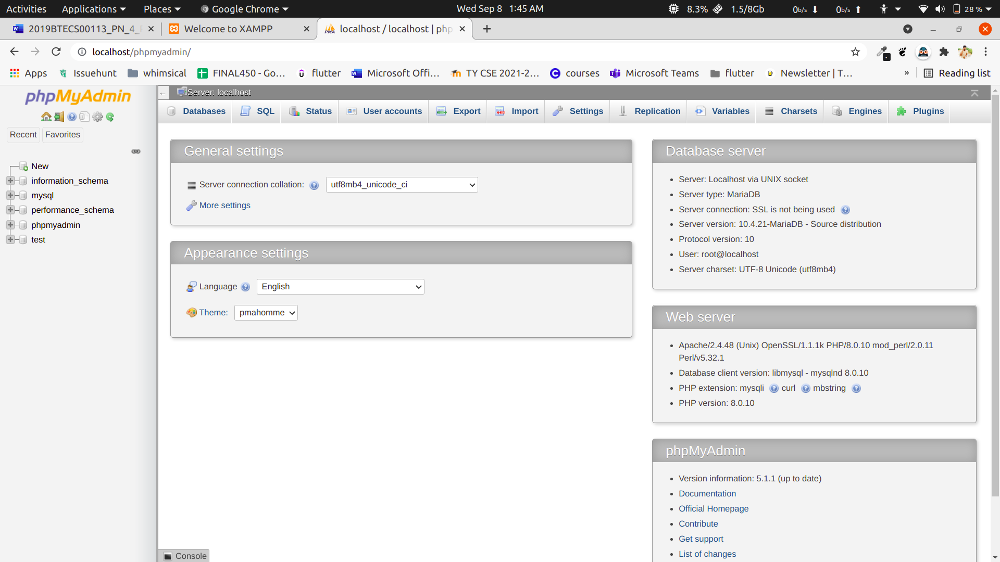 Activities Applications Places Google Chrome Wed Sep 8 1:45 AM 8.3% 1.5/8Gb 0b/s 0b/s 28 %
2019BTECS00113_PN_4_ Welcome to XAMPP localhost / localhost | php
localhost/phpmyadmin/
Apps Issuehunt whimsical FINAL450 - Go... flutter Microsoft Offi... TY CSE 2021-2... courses Microsoft Teams flutter Newsletter | T... » Reading list
phpMyAdmin
Recent Favorites
New
information_schema
mysql
performance_schema
phpmyadmin
test
Server: localhost
Databases SQL Status User accounts Export Import Settings Replication Variables Charsets Engines Plugins
General settings
Server connection collation: utf8mb4_unicode_ci
More settings
Appearance settings
Language English
Theme: pmahomme
Database server
Server: Localhost via UNIX socket
Server type: MariaDB
Server connection: SSL is not being used
Server version: 10.4.21-MariaDB - Source distribution
Protocol version: 10
User: root@localhost
Server charset: UTF-8 Unicode (utf8mb4)
Web server
Apache/2.4.48 (Unix) OpenSSL/1.1.1k PHP/8.0.10 mod_perl/2.0.11
Perl/v5.32.1
Database client version: libmysql - mysqlnd 8.0.10
PHP extension: mysqli curl mbstring
PHP version: 8.0.10
phpMyAdmin
Version information: 5.1.1 (up to date)
Documentation
Official Homepage
Contribute
Get support
List of changes
Console